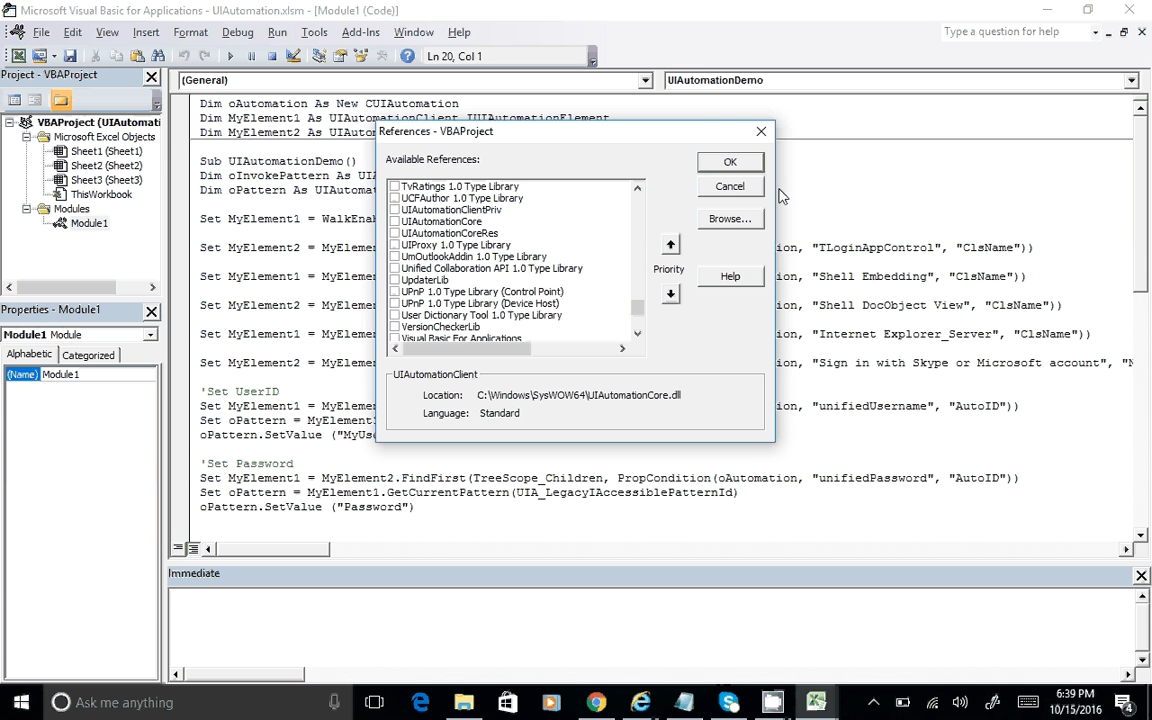 Microsoft Visual Basic for Applications - UIAutomation.xlsm - [Module1 (Code)]
File Edit View Insert Format Debug Run Tools Add-Ins Window Help
Type a question for help
Ln 20, Col 1
Project - VBAProject
(General)
UIAutomationDemo
VBAProject (UIAutomati
Microsoft Excel Objects
Sheet1 (Sheet1)
Sheet2 (Sheet2)
Sheet3 (Sheet3)
ThisWorkbook
Modules
Module1
Properties - Module1
Module1 Module
Alphabetic Categorized
(Name) Module1
Dim oAutomation As New CUIAutomation
Dim MyElement1 As UIAutomationClient.IUIAutomationElement
Dim MyElement2 As UIAutom
Sub UIAutomationDemo()
Dim oInvokePattern As UIA
Dim oPattern As UIAutomat
Set MyElement1 = WalkEnab
Set MyElement2 = MyElemen ion, "TLoginAppControl", "ClsName"))
Set MyElement1 = MyElemen ion, "Shell Embedding", "ClsName"))
Set MyElement2 = MyElemen ion, "Shell DocObject View", "ClsName"))
Set MyElement1 = MyElemen ion, "Internet Explorer_Server", "ClsName"))
Set MyElement2 = MyElemen ion, "Sign in with Skype or Microsoft account", "N
'Set UserID
Set MyElement1 = MyElemen ion, "unifiedUsername", "AutoID"))
Set oPattern = MyElement1
oPattern.SetValue ("MyUse
'Set Password
Set MyElement1 = MyElement2.FindFirst(TreeScope_Children, PropCondition(oAutomation, "unifiedPassword", "AutoID"))
Set oPattern = MyElement1.GetCurrentPattern(UIA_LegacyIAccessiblePatternId)
oPattern.SetValue ("Password")
References - VBAProject
Available References:
TvRatings 1.0 Type Library
UCFAuthor 1.0 Type Library
UIAutomationClientPriv
UIAutomationCore
UIAutomationCoreRes
UIProxy 1.0 Type Library
UmOutlookAddin 1.0 Type Library
Unified Collaboration API 1.0 Type Library
UpdaterLib
UPnP 1.0 Type Library (Control Point)
UPnP 1.0 Type Library (Device Host)
User Dictionary Tool 1.0 Type Library
VersionCheckerLib
Visual Basic For Applications
OK
Cancel
Browse...
Priority
Help
UIAutomationClient
Location: C:\Windows\SysWOW64\UIAutomationCore.dll
Language: Standard
Immediate
Ask me anything
6:39 PM
10/15/2016
4